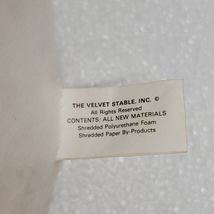 THE VELVET STABLE, INC. ©
All Rights Reserved
CONTENTS: ALL NEW MATERIALS
Shredded Polyurethane Foam
Shredded Paper By-Products